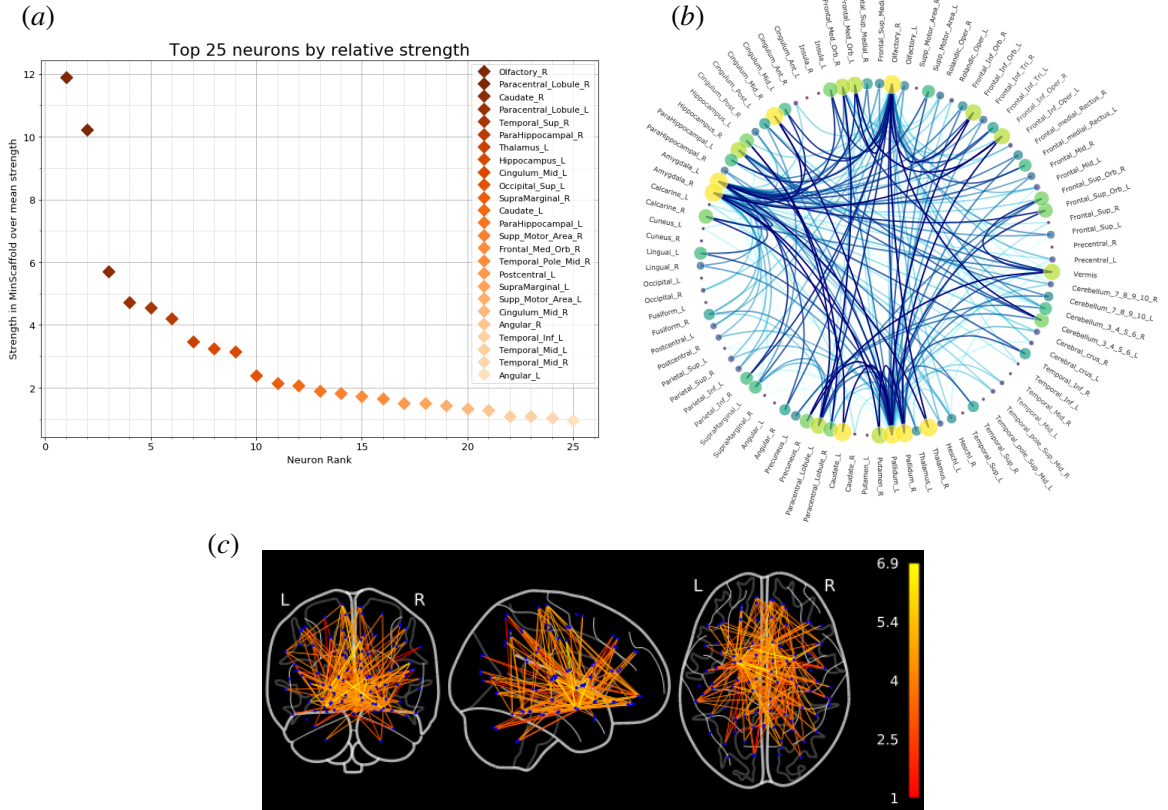 (a)
Top 25 neurons by relative strength
Strength in MinScaffold over mean strength
12
10
8
6
4
2
0
5
10
15
20
25
Neuron Rank
Olfactory_R
Paracentral_Lobule_R
Caudate_R
Paracentral_Lobule_L
Temporal_Sup_R
ParaHippocampal_R
Thalamus_L
Hippocampus_L
Cingulum_Mid_L
Occipital_Sup_L
SupraMarginal_R
Caudate_L
ParaHippocampal_L
Supp_Motor_Area_R
Frontal_Med_Orb_R
Temporal_Pole_Mid_R
Postcentral_L
SupraMarginal_L
Supp_Motor_Area_L
Cingulum_Mid_R
Angular_R
Temporal_Inf_L
Temporal_Mid_L
Temporal_Mid_R
Angular_L
(b)
Olfactory_R
Olfactory_L
Supp_Motor_Area_R
Supp_Motor_Area_L
Rolandic_Oper_R
Rolandic_Oper_L
Frontal_Inf_Orb_R
Frontal_Inf_Orb_L
Frontal_Inf_Tri_R
Frontal_Inf_Tri_L
Frontal_Inf_Oper_R
Frontal_Inf_Oper_L
Frontal_medial_Rectus_R
Frontal_medial_Rectus_L
Frontal_Mid_R
Frontal_Mid_L
Frontal_Sup_Orb_R
Frontal_Sup_Orb_L
Frontal_Sup_R
Frontal_Sup_L
Precentral_R
Precentral_L
Vermis
Cerebellum_7_8_9_10_R
Cerebellum_7_8_9_10_L
Cerebellum_3_4_5_6_R
Cerebellum_3_4_5_6_L
Cerebral_crus_R
Cerebral_crus_L
Temporal_Inf_R
Temporal_Inf_L
Temporal_Mid_R
Temporal_Mid_L
Temporal_pole_Sup_Mid_R
Temporal_pole_Sup_Mid_L
Temporal_Sup_R
Temporal_Sup_L
Heschl_R
Heschl_L
Thalamus_R
Thalamus_L
Pallidum_R
Pallidum_L
Putamen_R
Putamen_L
Caudate_R
Caudate_L
Paracentral_Lobule_R
Paracentral_Lobule_L
Precuneus_R
Precuneus_L
Angular_R
Angular_L
SupraMarginal_R
SupraMarginal_L
Parietal_Inf_R
Parietal_Inf_L
Parietal_Sup_R
Parietal_Sup_L
Postcentral_R
Postcentral_L
Fusiform_R
Fusiform_L
Occipital_R
Occipital_L
Lingual_R
Lingual_L
Cuneus_R
Cuneus_L
Calcarine_R
Calcarine_L
Amygdala_R
Amygdala_L
ParaHippocampal_R
ParaHippocampal_L
Hippocampus_R
Hippocampus_L
Cingulum_Post_R
Cingulum_Post_L
Cingulum_Mid_R
Cingulum_Mid_L
Cingulum_Ant_R
Cingulum_Ant_L
Insula_R
Insula_L
Frontal_Med_Orb_R
Frontal_Med_Orb_L
(c)
L
R
L
R
6.9
5.4
4
2.5
1